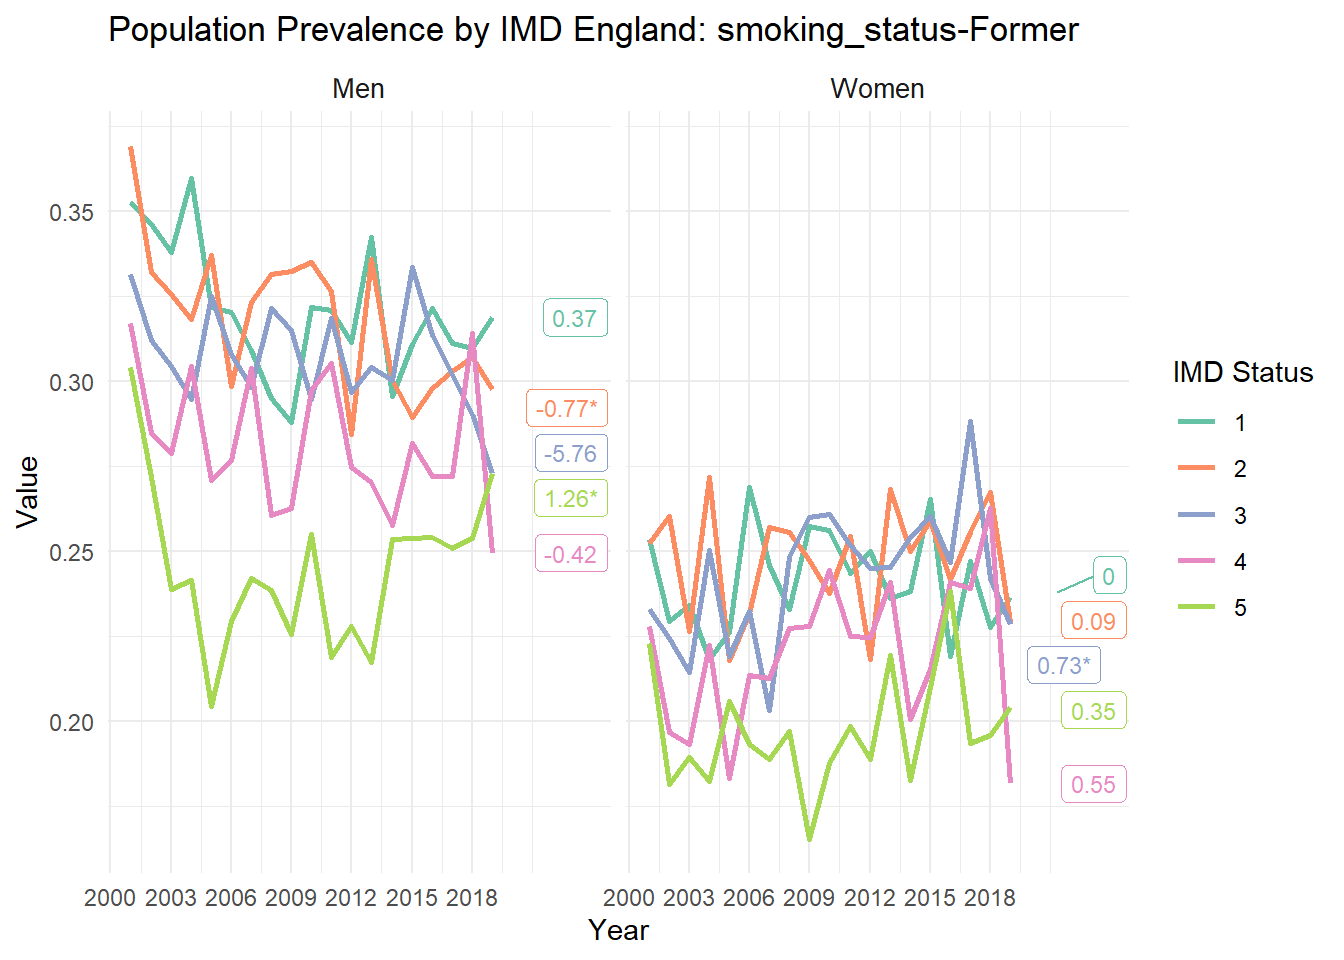 Population Prevalence by IMD England: smoking_status-Former
Men
Women
Value
0.35
0.30
0.25
0.20
0.37
-0.77*
-5.76
1.26*
-0.42
0
0.09
0.73*
0.35
0.55
2000 2003 2006 2009 2012 2015 2018
2000 2003 2006 2009 2012 2015 2018
Year
IMD Status
1
2
3
4
5